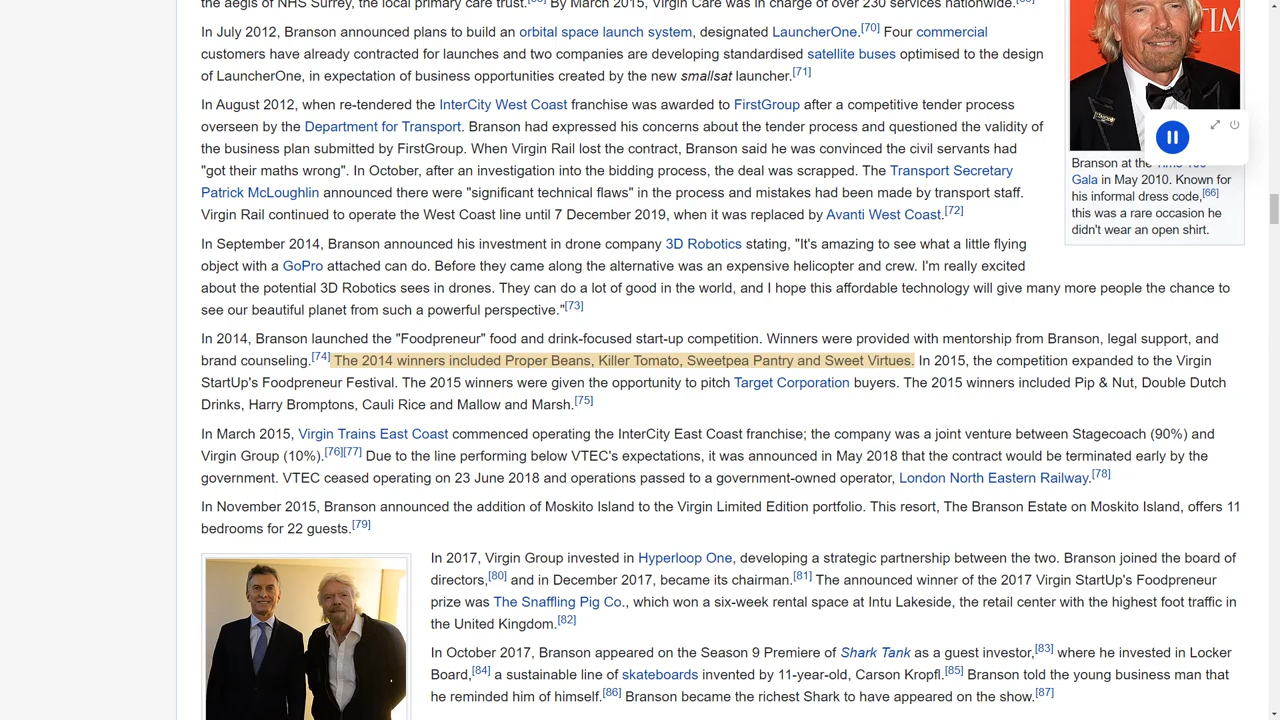 the aegis of NHS Surrey, the local primary care trust. By March 2015, Virgin Care was in charge of over 230 services nationwide.
In July 2012, Branson announced plans to build an orbital space launch system, designated LauncherOne.[70] Four commercial
customers have already contracted for launches and two companies are developing standardised satellite buses optimised to the design
of LauncherOne, in expectation of business opportunities created by the new smallsat launcher.[71]
In August 2012, when re-tendered the InterCity West Coast franchise was awarded to FirstGroup after a competitive tender process
overseen by the Department for Transport. Branson had expressed his concerns about the tender process and questioned the validity of
the business plan submitted by FirstGroup. When Virgin Rail lost the contract, Branson said he was convinced the civil servants had
"got their maths wrong". In October, after an investigation into the bidding process, the deal was scrapped. The Transport Secretary
Patrick McLoughlin announced there were "significant technical flaws" in the process and mistakes had been made by transport staff.
Virgin Rail continued to operate the West Coast line until 7 December 2019, when it was replaced by Avanti West Coast.[72]
In September 2014, Branson announced his investment in drone company 3D Robotics stating, "It's amazing to see what a little flying
object with a GoPro attached can do. Before they came along the alternative was an expensive helicopter and crew. I'm really excited
about the potential 3D Robotics sees in drones. They can do a lot of good in the world, and I hope this affordable technology will give many more people the chance to
see our beautiful planet from such a powerful perspective."[73]
In 2014, Branson launched the "Foodpreneur" food and drink-focused start-up competition. Winners were provided with mentorship from Branson, legal support, and
brand counseling.[74] The 2014 winners included Proper Beans, Killer Tomato, Sweetpea Pantry and Sweet Virtues. In 2015, the competition expanded to the Virgin
StartUp's Foodpreneur Festival. The 2015 winners were given the opportunity to pitch Target Corporation buyers. The 2015 winners included Pip & Nut, Double Dutch
Drinks, Harry Bromptons, Cauli Rice and Mallow and Marsh.[75]
In March 2015, Virgin Trains East Coast commenced operating the InterCity East Coast franchise; the company was a joint venture between Stagecoach (90%) and
Virgin Group (10%).[76][77] Due to the line performing below VTEC's expectations, it was announced in May 2018 that the contract would be terminated early by the
government. VTEC ceased operating on 23 June 2018 and operations passed to a government-owned operator, London North Eastern Railway.[78]
In November 2015, Branson announced the addition of Moskito Island to the Virgin Limited Edition portfolio. This resort, The Branson Estate on Moskito Island, offers 11
bedrooms for 22 guests.[79]
In 2017, Virgin Group invested in Hyperloop One, developing a strategic partnership between the two. Branson joined the board of
directors,[80] and in December 2017, became its chairman.[81] The announced winner of the 2017 Virgin StartUp's Foodpreneur
prize was The Snaffling Pig Co., which won a six-week rental space at Intu Lakeside, the retail center with the highest foot traffic in
the United Kingdom.[82]
In October 2017, Branson appeared on the Season 9 Premiere of Shark Tank as a guest investor,[83] where he invested in Locker
Board,[84] a sustainable line of skateboards invented by 11-year-old, Carson Kropfl.[85] Branson told the young business man that
he reminded him of himself.[86] Branson became the richest Shark to have appeared on the show.[87]
TIM
Branson at the Time 100
Gala in May 2010. Known for
his informal dress code,[66]
this was a rare occasion he
didn't wear an open shirt.